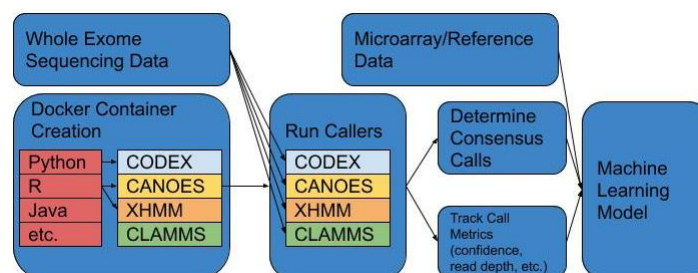 Whole Exome
Sequencing Data
Microarray/Reference
Data
Docker Container
Creation
Python
R
Java
etc.
CODEX
CANOES
XHMM
CLAMMS
Run Callers
CODEX
CANOES
XHMM
CLAMMS
Determine
Consensus
Calls
Track Call
Metrics
(confidence,
read depth, etc.)
Machine
Learning
Model